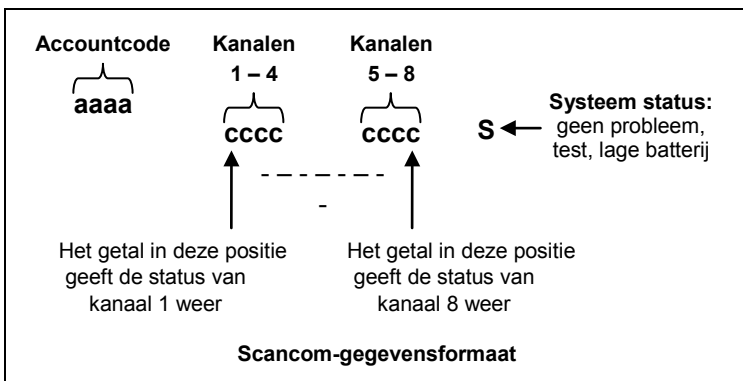 Accountcode
Kanalen
1 – 4
Kanalen
5 – 8
aaaa
cccc
cccc
S
Systeem status:
geen probleem,
test, lage batterij
Het getal in deze positie
geeft de status van
kanaal 1 weer
Het getal in deze positie
geeft de status van
kanaal 8 weer
Scancom-gegevensformaat